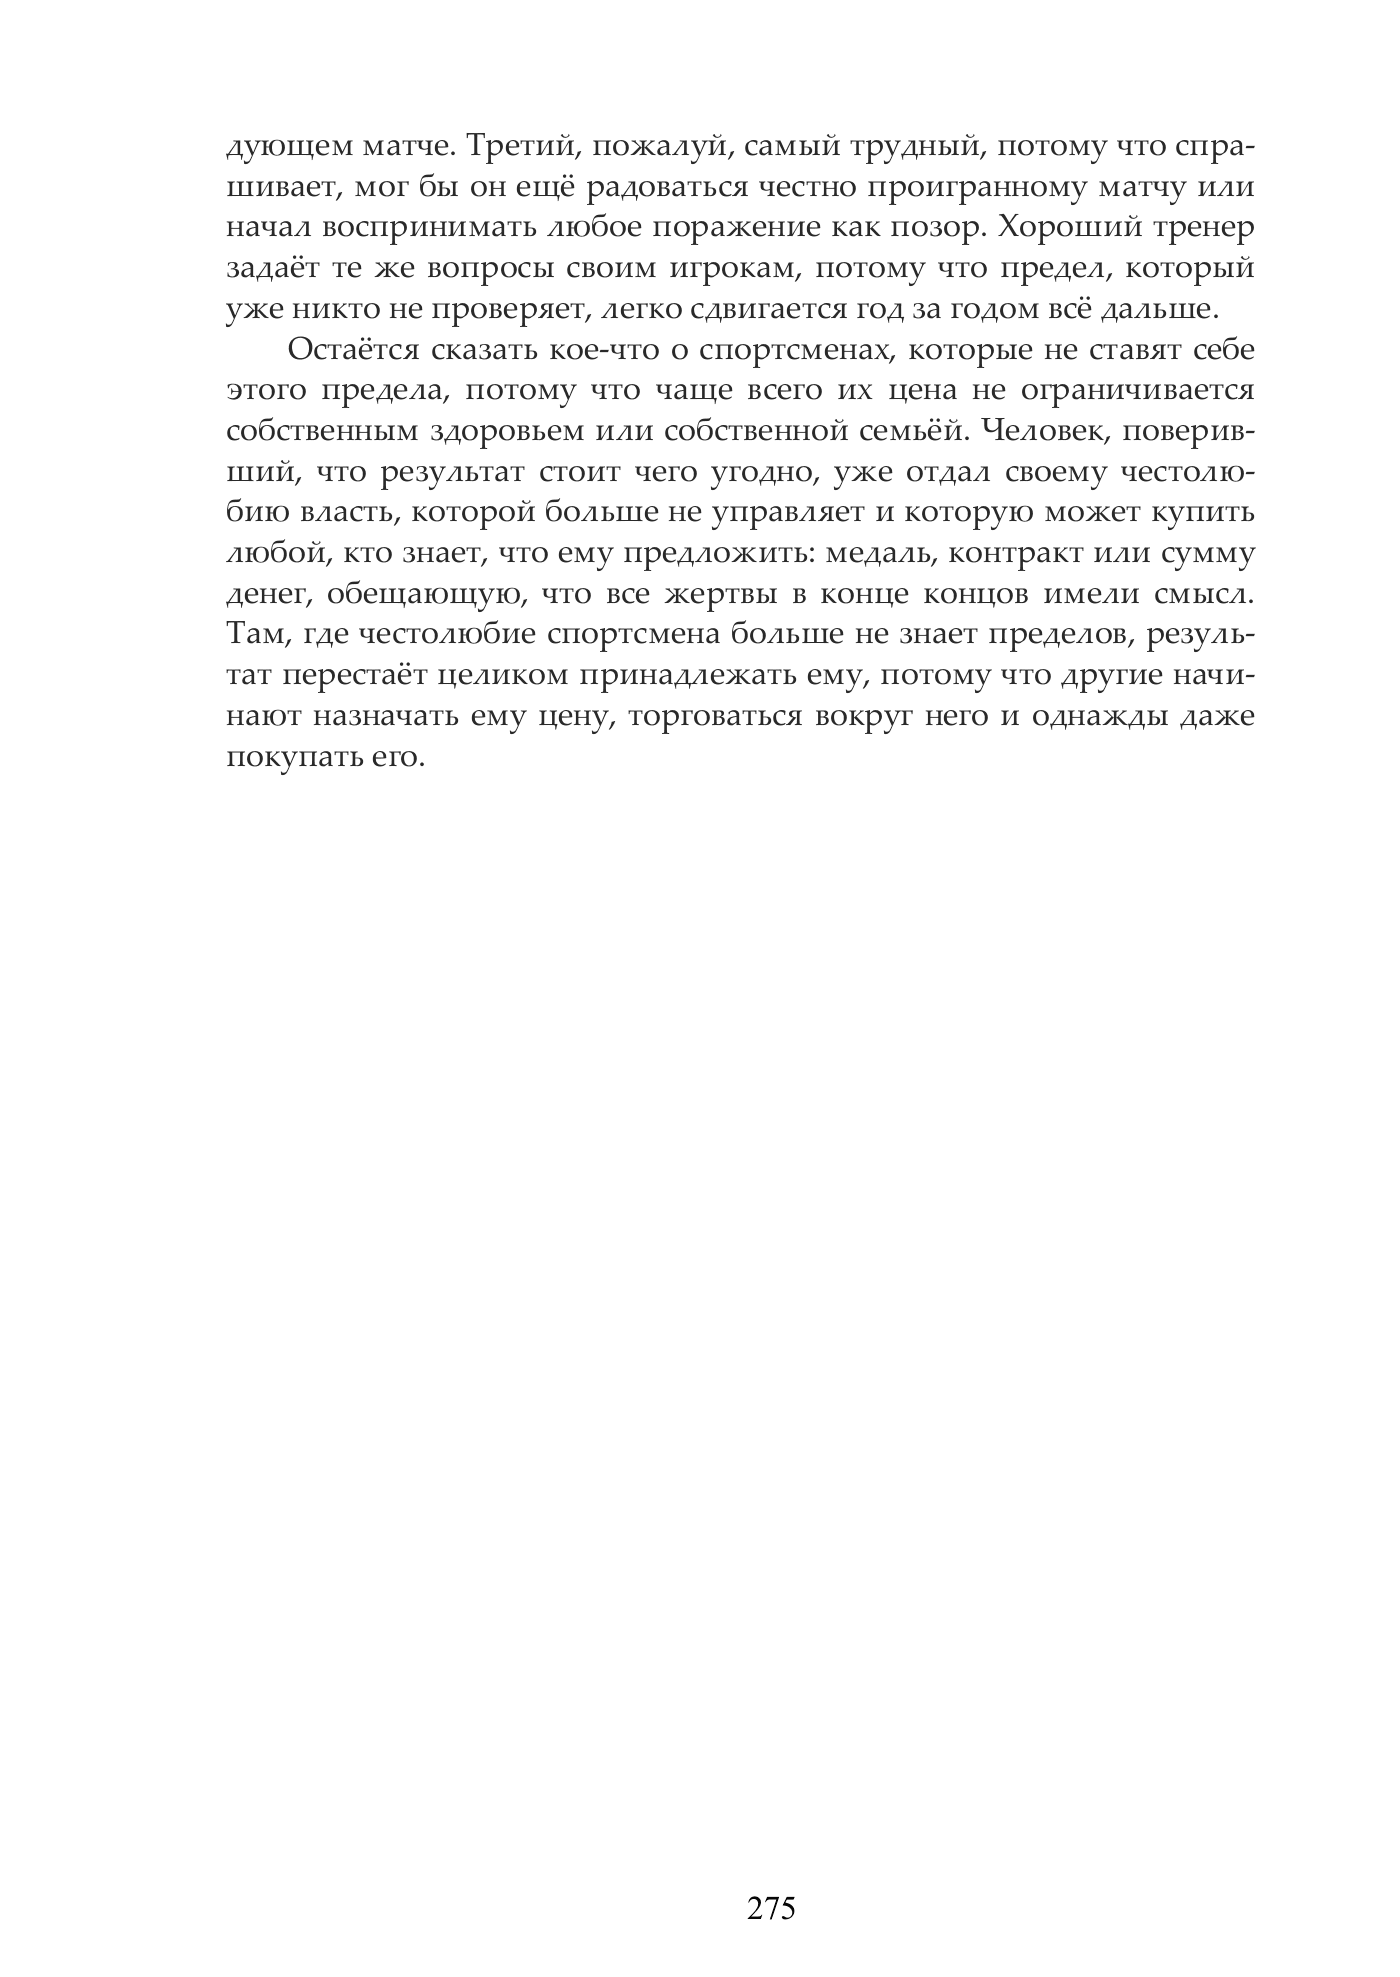 дующем матче. Третий, пожалуй, самый трудный, потому что спра-
шивает, мог бы он ещё радоваться честно проигранному матчу или
начал воспринимать любое поражение как позор. Хороший тренер
задаёт те же вопросы своим игрокам, потому что предел, который
уже никто не проверяет, легко сдвигается год за годом всё дальше.
Остаётся сказать кое-что о спортсменах, которые не ставят себе
этого предела, потому что чаще всего их цена не ограничивается
собственным здоровьем или собственной семьёй. Человек, поверив-
ший, что результат стоит чего угодно, уже отдал своему честолю-
бию власть, которой больше не управляет и которую может купить
любой, кто знает, что ему предложить: медаль, контракт или сумму
денег, обещающую, что все жертвы в конце концов имели смысл.
Там, где честолюбие спортсмена больше не знает пределов, резуль-
тат перестаёт целиком принадлежать ему, потому что другие начи-
нают назначать ему цену, торговаться вокруг него и однажды даже
покупать его.
275